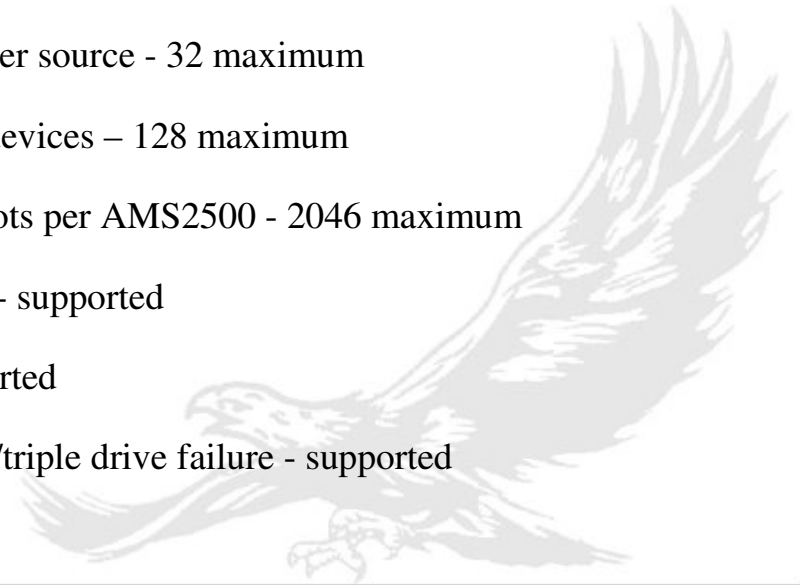 er source - 32 maximum
evices – 128 maximum
ots per AMS2500 - 2046 maximum
- supported
rted
/triple drive failure - supported